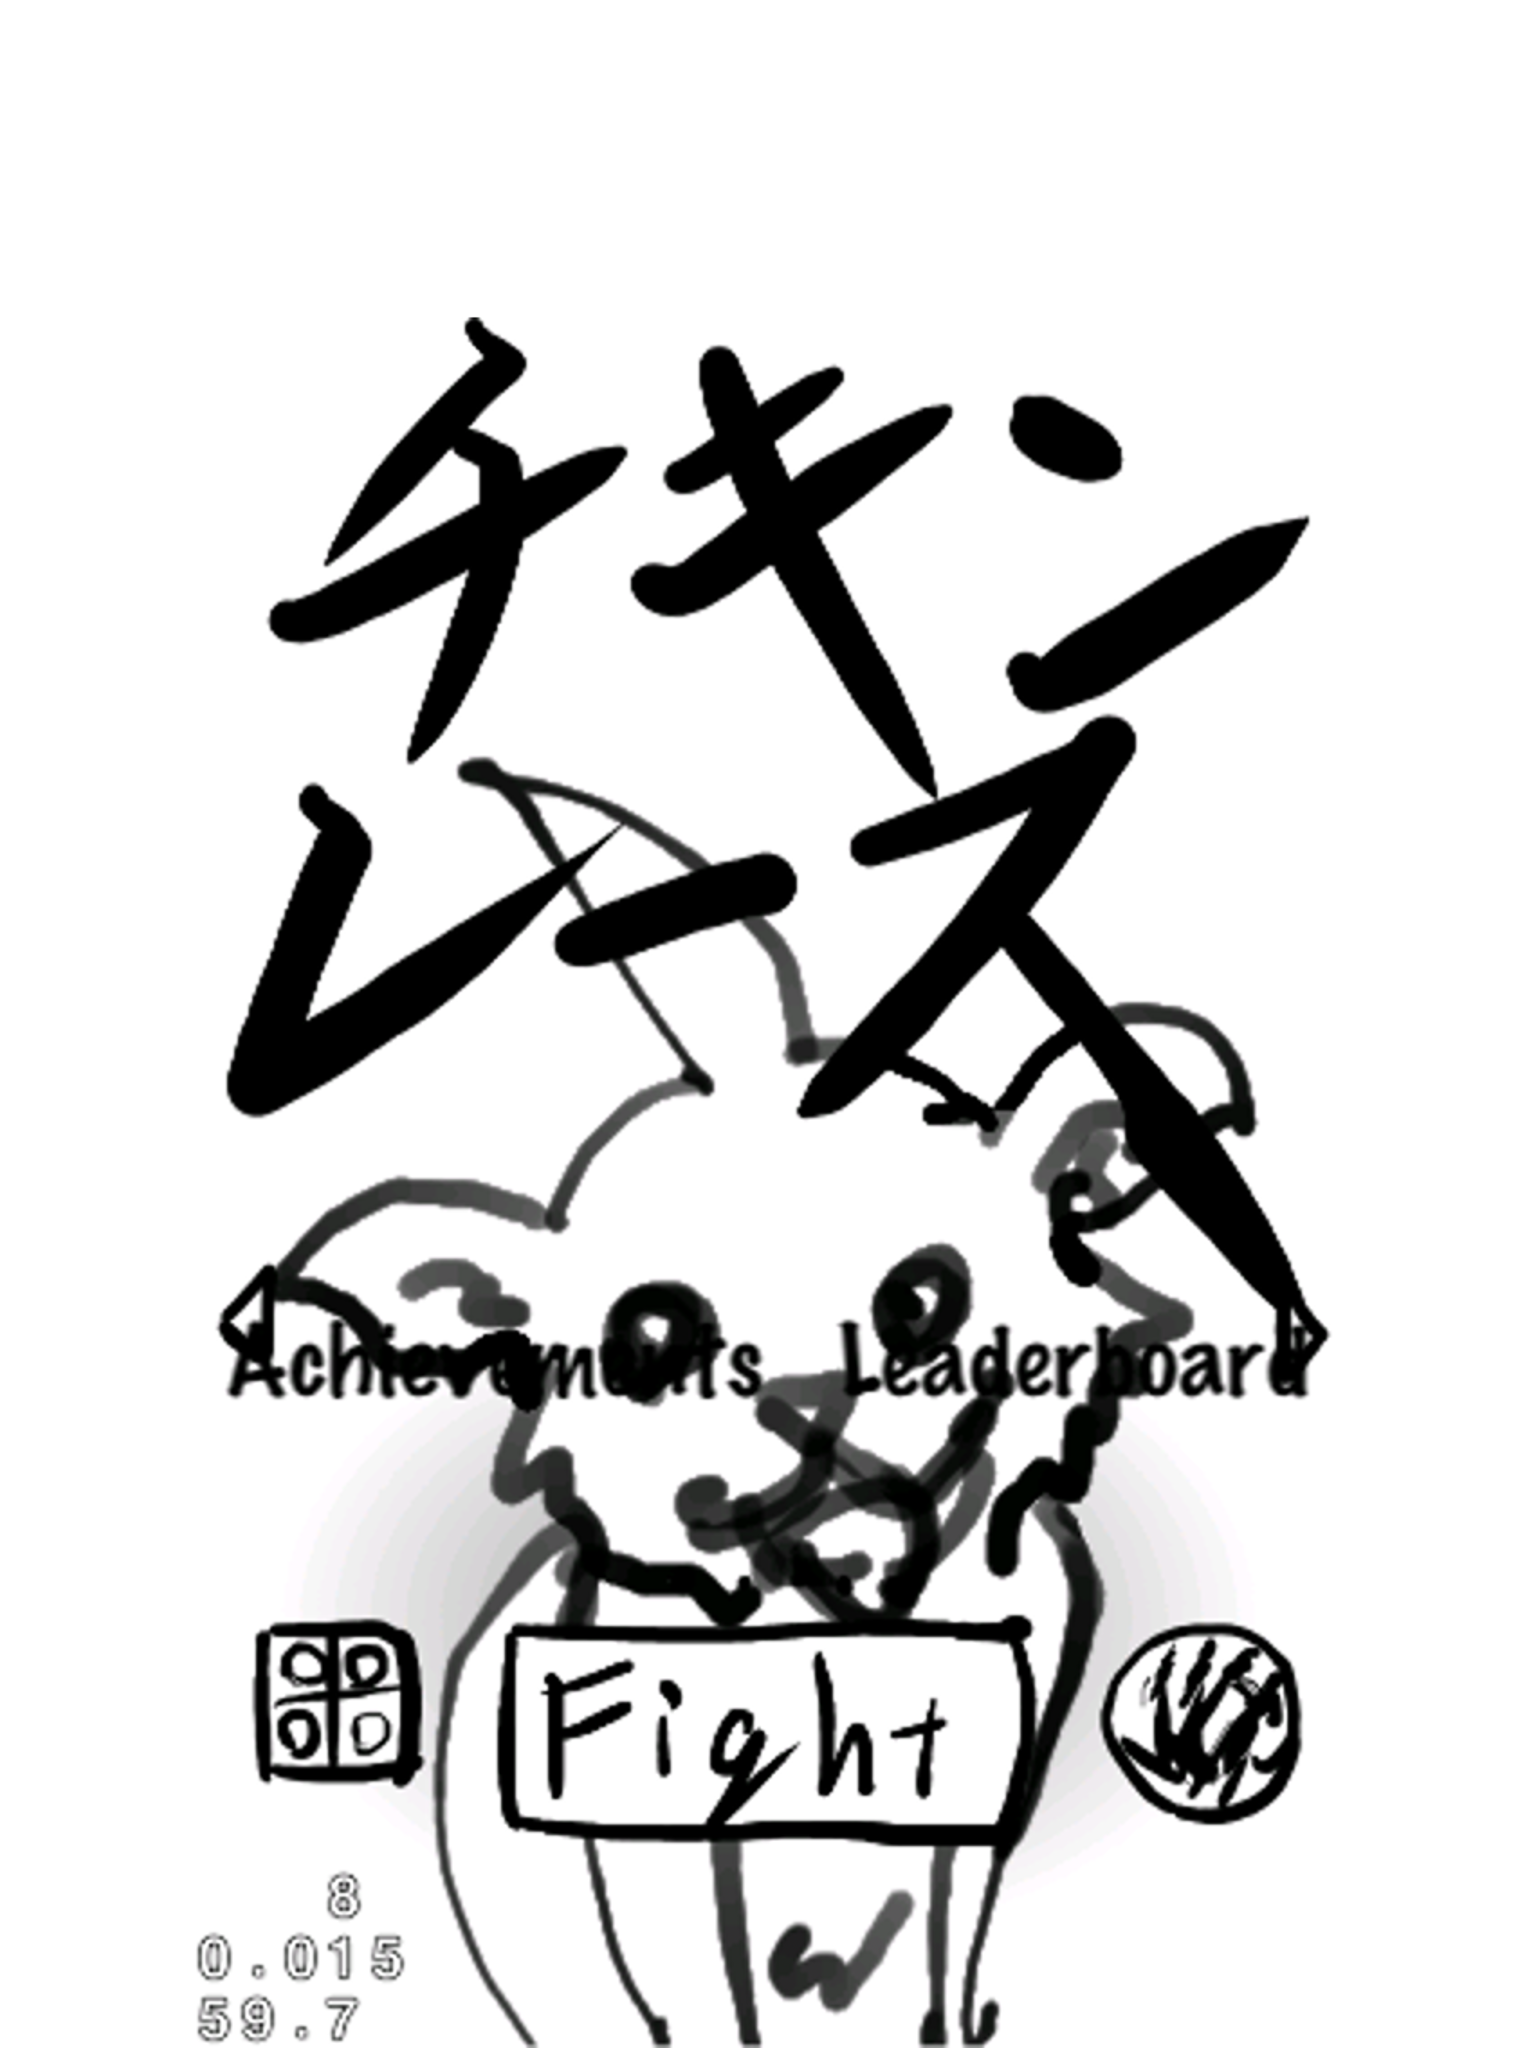 チキン
レース
Achievements Leaderboard
Fight
8
0.015
59.7